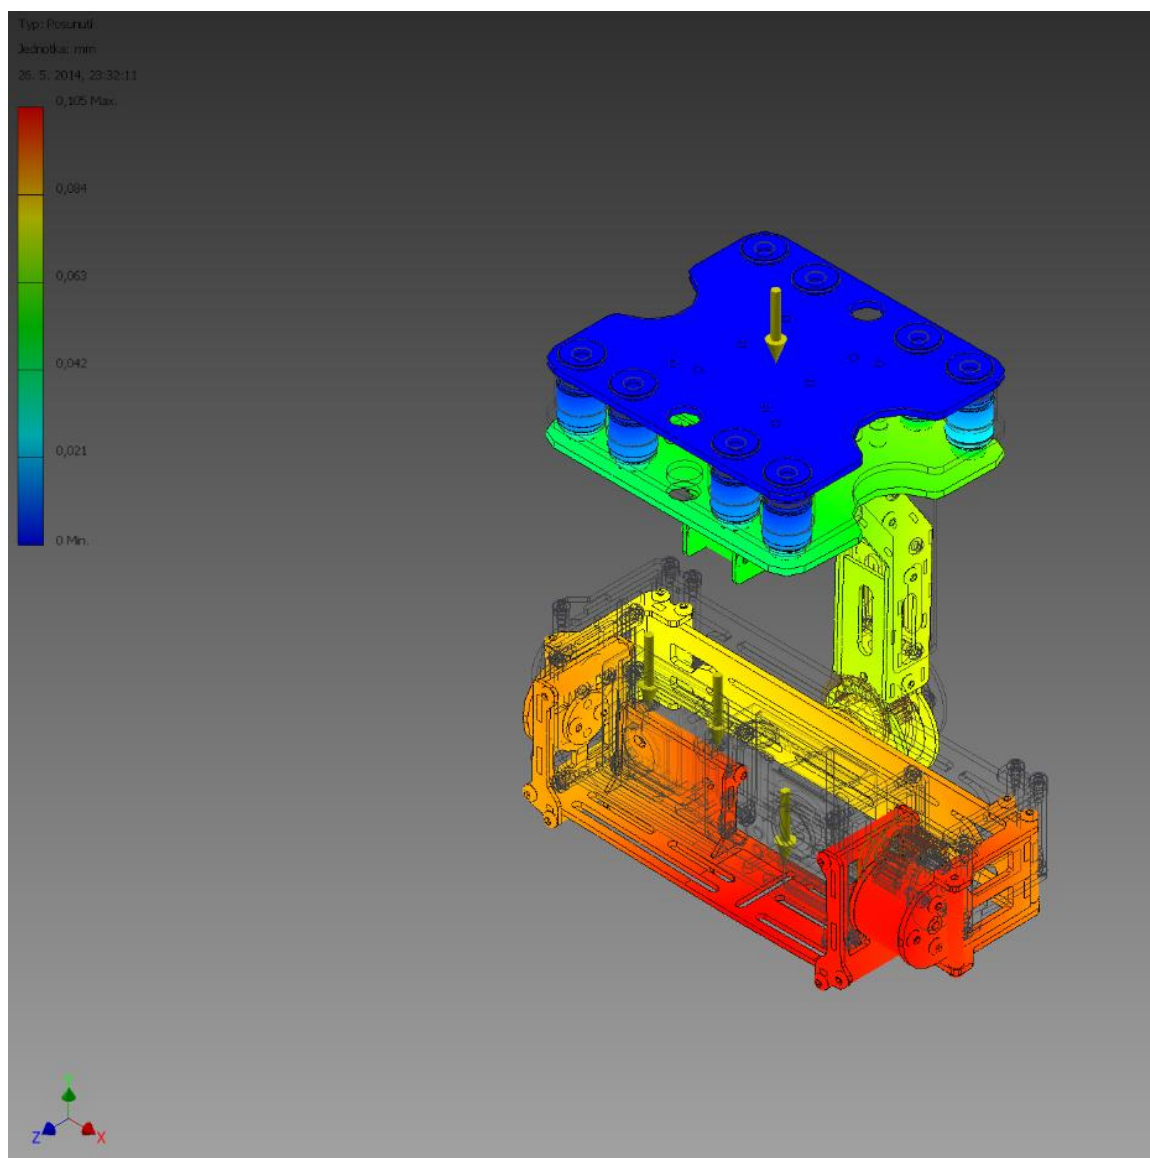 Typ: Posunutí
Jednotka: mm
26. 5. 2014, 23:32:11
0,105 Max.
0,084
0,063
0,042
0,021
0 Min.
Y
Z
X